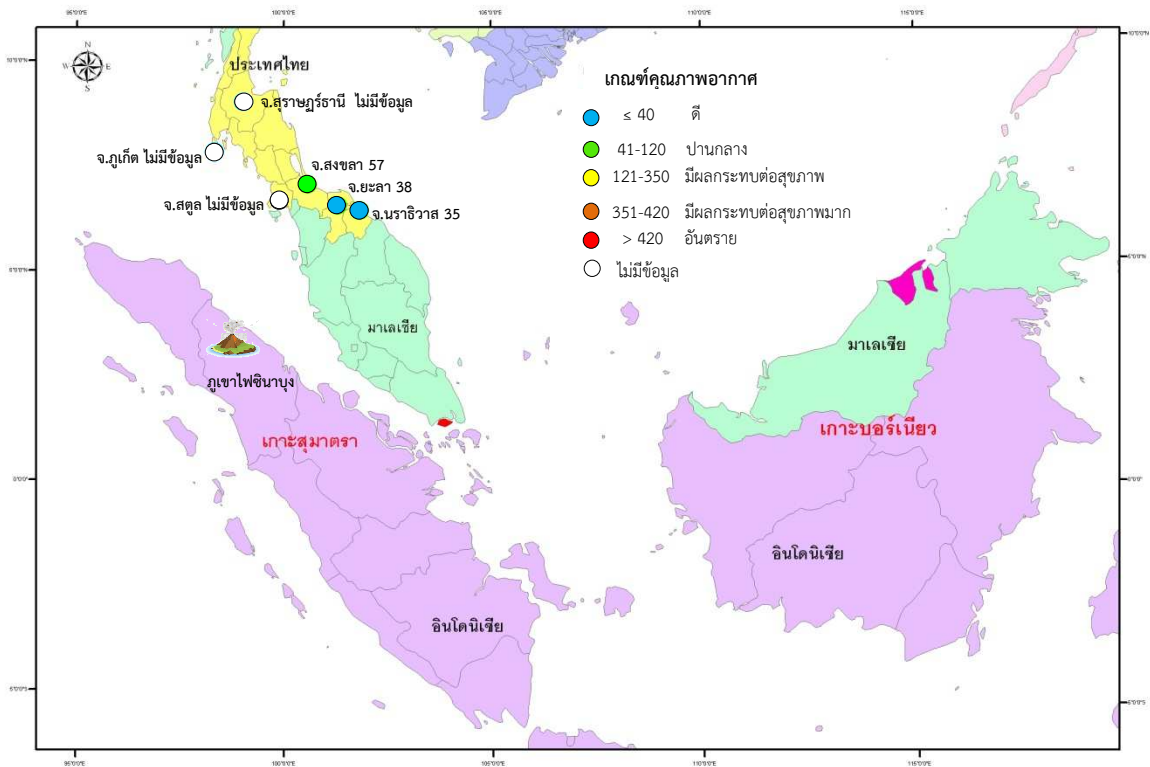 N
W E
S
ประเทศไทย
จ.สุราษฏร์ธานี ไม่มีข้อมูล
จ.ภูเก็ต ไม่มีข้อมูล
จ.สงขลา 57
จ.ยะลา 38
จ.สตูล ไม่มีข้อมูล
จ.นราธิวาส 35
เกณฑ์คุณภาพอากาศ
≤ 40 ดี
41-120 ปานกลาง
121-350 มีผลกระทบต่อสุขภาพ
351-420 มีผลกระทบต่อสุขภาพมาก
> 420 อันตราย
ไม่มีข้อมูล
มาเลเซีย
มาเลเซีย
ภูเขาไฟซินาบุง
เกาะสุมาตรา
เกาะบอร์เนียว
อินโดนิเซีย
อินโดนิเซีย